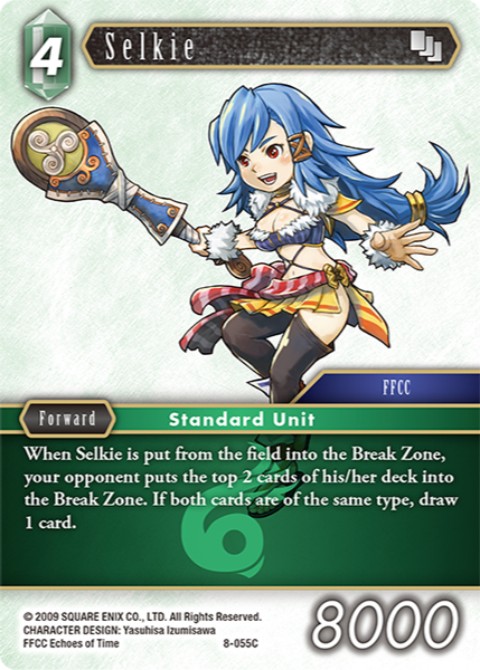 4
Selkie
FFCC
Forward
Standard Unit
When Selkie is put from the field into the Break Zone,
your opponent puts the top 2 cards of his/her deck into
the Break Zone. If both cards are of the same type, draw
1 card.
© 2009 SQUARE ENIX CO., LTD. All Rights Reserved.
CHARACTER DESIGN: Yasuhisa Izumisawa
FFCC Echoes of Time
8-055C
8000